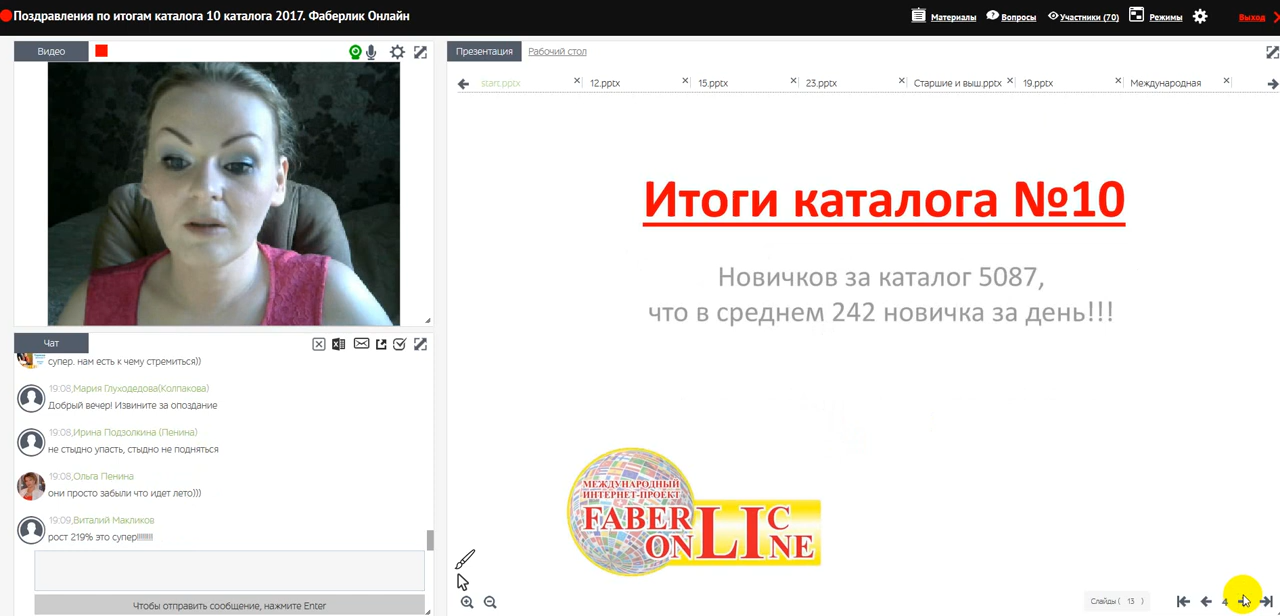 Поздравления по итогам каталога 10 каталога 2017. Фаберлик Онлайн
Материалы Вопросы Участники (70) Режимы Выход
Видео
Презентация Рабочий стол
start.pptx 12.pptx 15.pptx 23.pptx Старшие и выш.pptx 19.pptx Международная
Итоги каталога №10
Новичков за каталог 5087,
что в среднем 242 новичка за день!!!
МЕЖДУНАРОДНЫЙ
ИНТЕРНЕТ-ПРОЕКТ
FABERLIC
ONLINE
Чат
супер. нам есть к чему стремиться))
19:08,Мария Глуходедова(Колпакова)
Добрый вечер! Извините за опоздание
19:08,Ирина Подзолкина (Пенина)
не стыдно упасть, стыдно не подняться
19:08,Ольга Пенина
они просто забыли что идет лето)))
19:09,Виталий Макликов
рост 219% это супер!!!!!!!!
Чтобы отправить сообщение, нажмите Enter
Слайды ( 13 ) 4